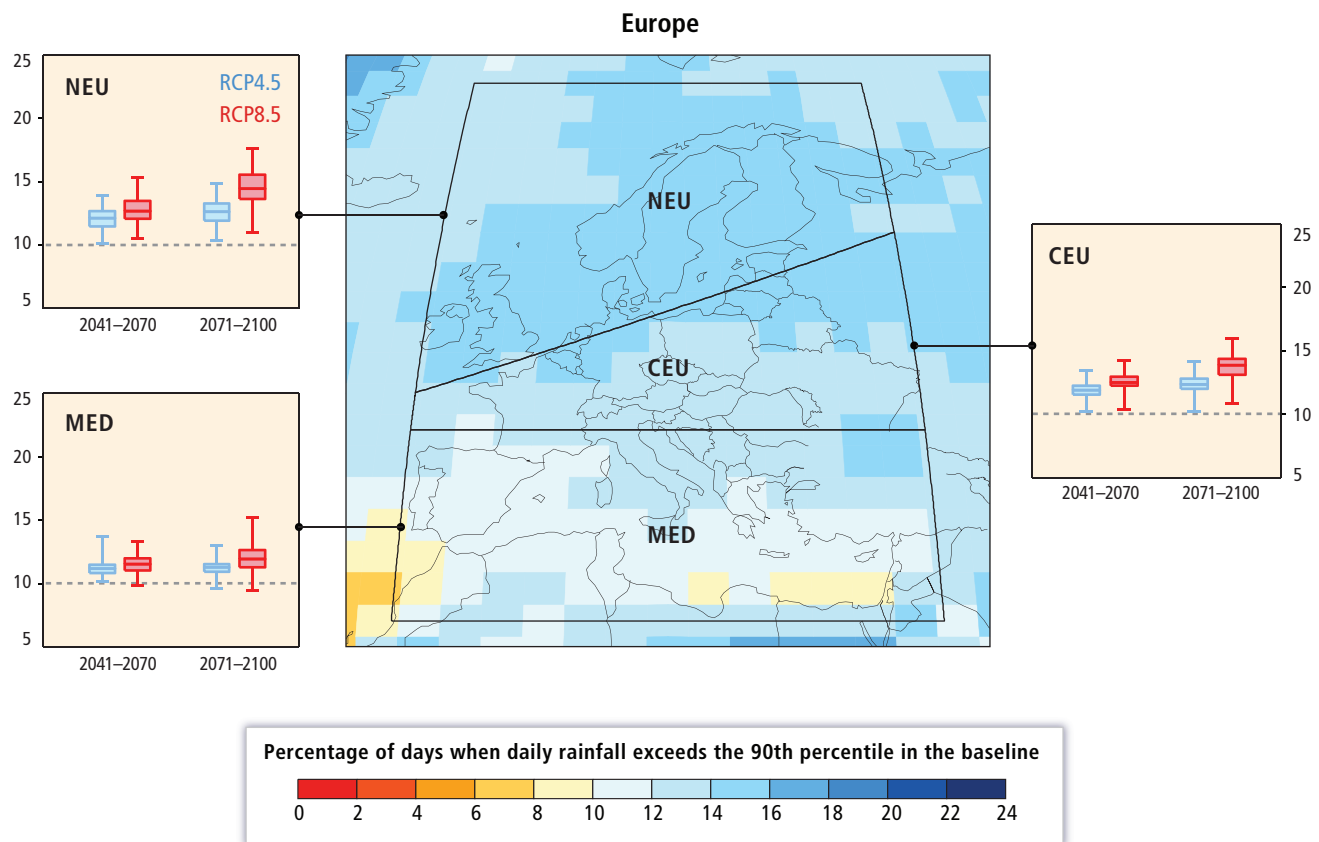 Europe
25
20
15
10
5
NEU
RCP4.5
RCP8.5
2041–2070 2071–2100
25
20
15
10
5
MED
2041–2070 2071–2100
NEU
CEU
MED
CEU
25
20
15
10
5
2041–2070 2071–2100
Percentage of days when daily rainfall exceeds the 90th percentile in the baseline
0 2 4 6 8 10 12 14 16 18 20 22 24